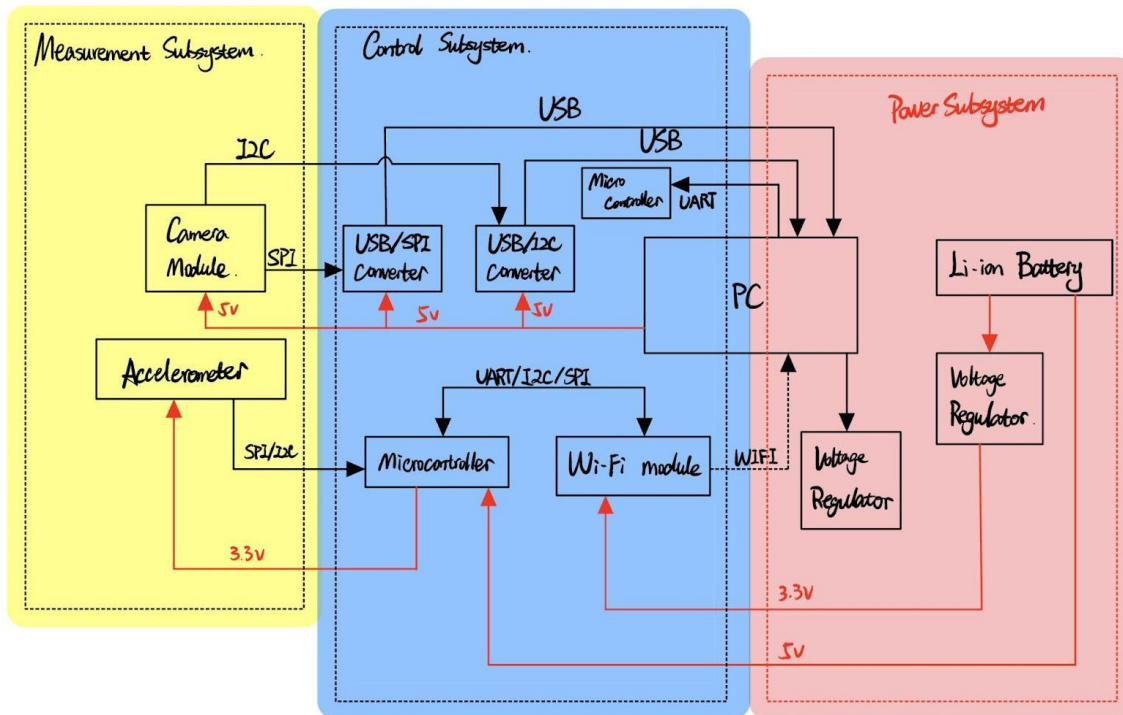 Measurement Subsystem.
Control Subsystem.
Power Subsystem
USB
USB
I2C
Micro
Controller
UART
Camera
Module.
SPI
USB/SPI
Converter
USB/I2C
Converter
PC
Li-ion Battery
5V
5V
5V
Accelerometer
UART/I2C/SPI
Voltage
Regulator.
SPI/I2C
Microcontroller
Wi-Fi module
WIFI
Voltage
Regulator
3.3V
3.3V
5V